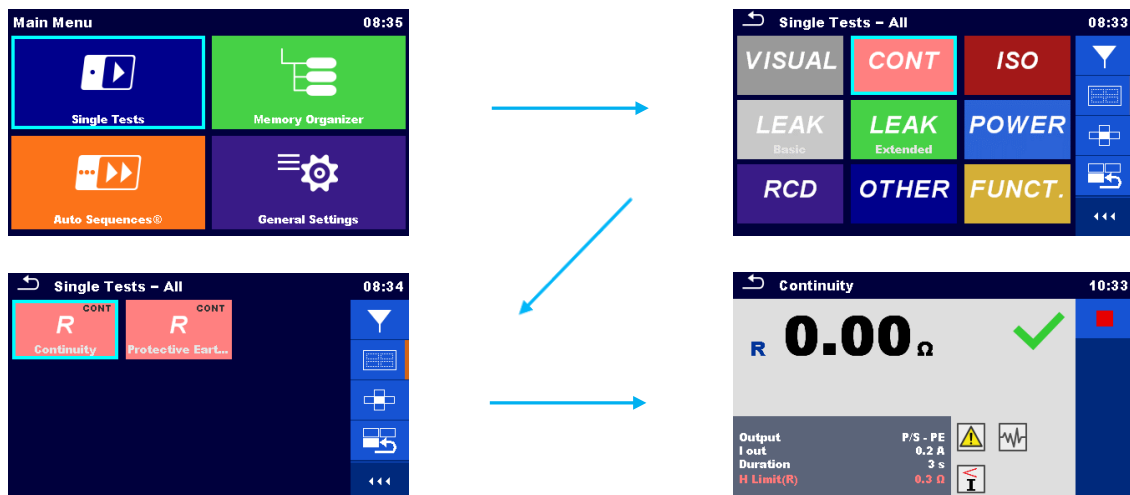 Main Menu 08:35
Single Tests
Memory Organizer
Auto Sequences®
General Settings
Single Tests – All 08:33
VISUAL
CONT
ISO
LEAK
Basic
LEAK
Extended
POWER
RCD
OTHER
FUNCT.
Single Tests – All 08:34
CONT
R
Continuity
CONT
R
Protective Eart...
Continuity 10:33
R 0.00 Ω
Output P/S - PE
I out 0.2 A
Duration 3 s
H Limit(R) 0.3 Ω
I